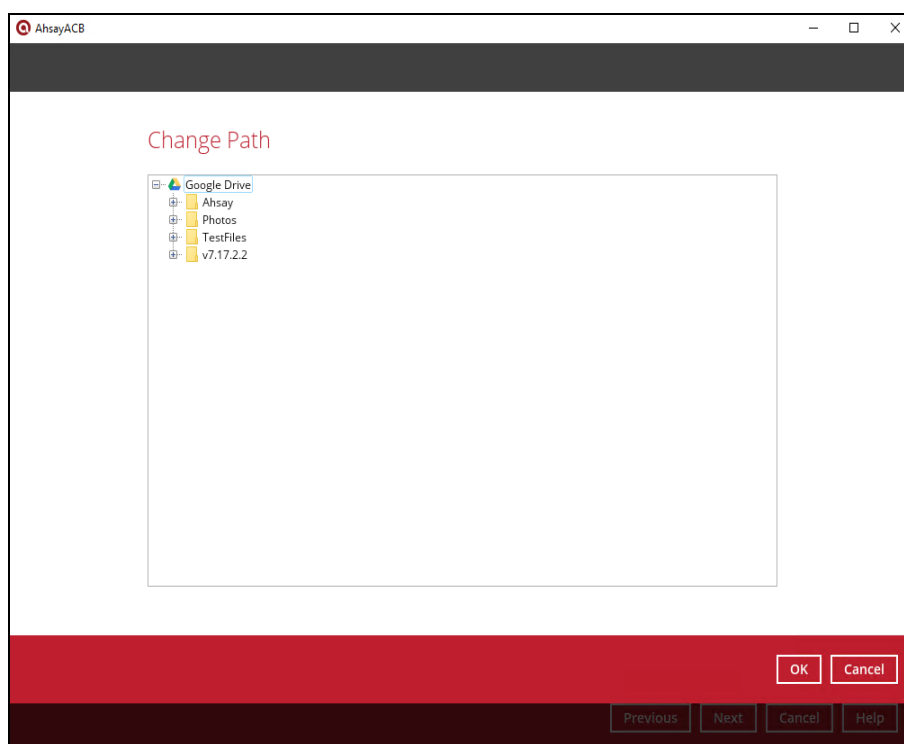 AhsayACB
Change Path
Google Drive
Ahsay
Photos
TestFiles
v7.17.2.2
OK Cancel
Previous Next Cancel Help